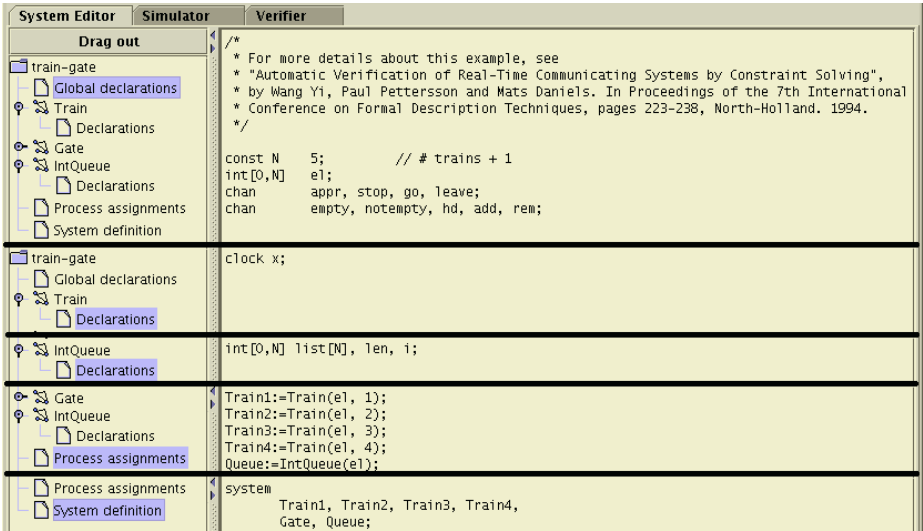 System Editor Simulator Verifier
Drag out
train-gate
Global declarations
Train
Declarations
Gate
IntQueue
Declarations
Process assignments
System definition
/*
* For more details about this example, see
* "Automatic Verification of Real-Time Communicating Systems by Constraint Solving",
* by Wang Yi, Paul Pettersson and Mats Daniels. In Proceedings of the 7th International
* Conference on Formal Description Techniques, pages 223-238, North-Holland. 1994.
*/
const N 5; // # trains + 1
int[0,N] el;
chan appr, stop, go, leave;
chan empty, notempty, hd, add, rem;
train-gate
Global declarations
Train
Declarations
clock x;
IntQueue
Declarations
int[0,N] list[N], len, i;
Gate
IntQueue
Declarations
Process assignments
Train1:=Train(el, 1);
Train2:=Train(el, 2);
Train3:=Train(el, 3);
Train4:=Train(el, 4);
Queue:=IntQueue(el);
Process assignments
System definition
system
Train1, Train2, Train3, Train4,
Gate, Queue;